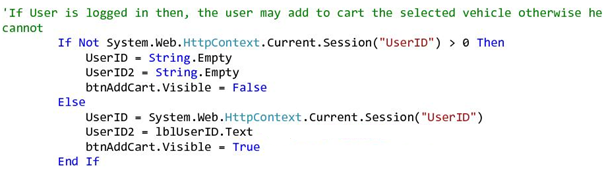 'If User is logged in then, the user may add to cart the selected vehicle otherwise he
cannot
If Not System.Web.HttpContext.Current.Session("UserID") > 0 Then
UserID = String.Empty
UserID2 = String.Empty
btnAddCart.Visible = False
Else
UserID = System.Web.HttpContext.Current.Session("UserID")
UserID2 = lblUserID.Text
btnAddCart.Visible = True
End If